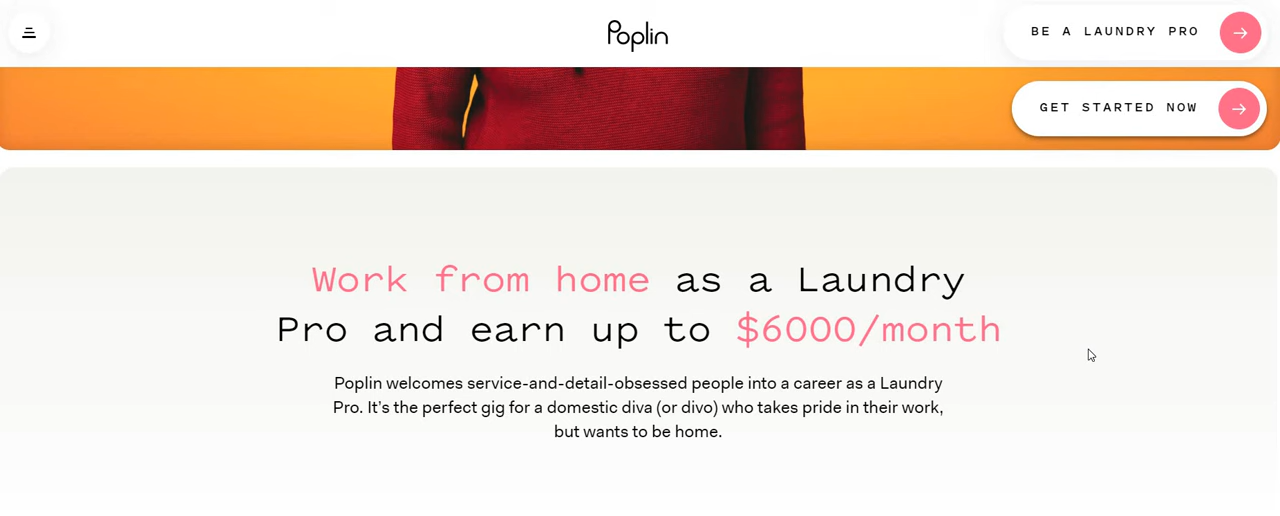 Poplin
BE A LAUNDRY PRO
GET STARTED NOW
Work from home as a Laundry
Pro and earn up to $6000/month
Poplin welcomes service-and-detail-obsessed people into a career as a Laundry
Pro. It's the perfect gig for a domestic diva (or divo) who takes pride in their work,
but wants to be home.